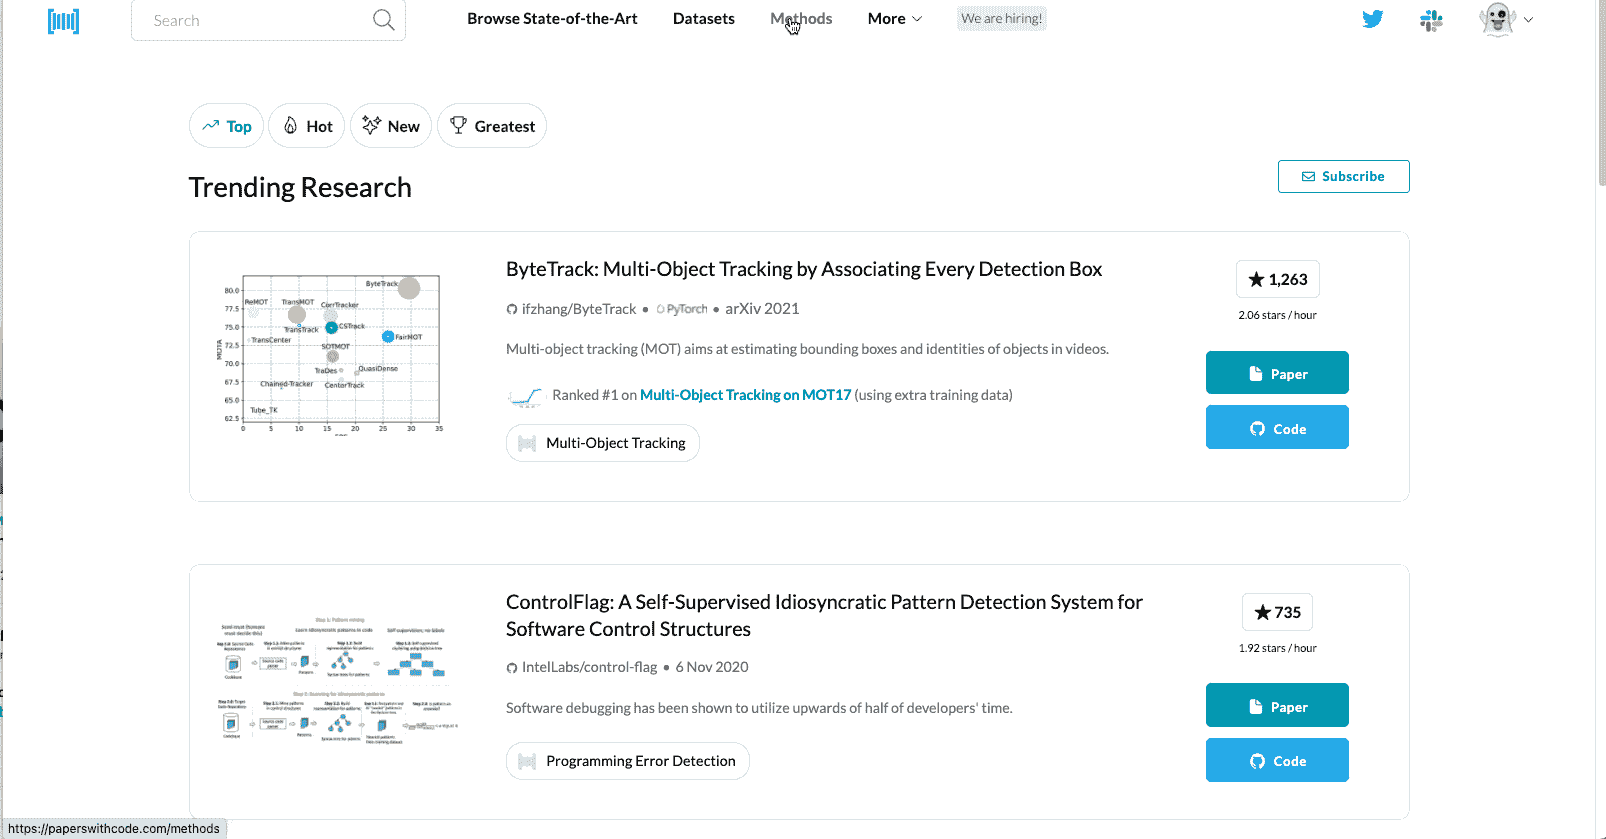 Search
Browse State-of-the-Art
Datasets
Methods
More
We are hiring!
Top
Hot
New
Greatest
Trending Research
Subscribe
ByteTrack: Multi-Object Tracking by Associating Every Detection Box
ifzhang/ByteTrack • PyTorch • arXiv 2021
Multi-object tracking (MOT) aims at estimating bounding boxes and identities of objects in videos.
Ranked #1 on Multi-Object Tracking on MOT17 (using extra training data)
Multi-Object Tracking
1,263
2.06 stars / hour
Paper
Code
MOTA
80.0
77.5
75.0
72.5
70.0
67.5
65.0
62.5
0 5 10 15 20 25 30 35
ByteTrack
ReMOT
TransMOT
CorrTracker
TransTrack
CSTrack
FairMOT
TransCenter
SOTMOT
TraDes
QuasiDense
Chained-Tracker
CenterTrack
Tube_TK
ControlFlag: A Self-Supervised Idiosyncratic Pattern Detection System for
Software Control Structures
IntelLabs/control-flag • 6 Nov 2020
Software debugging has been shown to utilize upwards of half of developers' time.
Programming Error Detection
735
1.92 stars / hour
Paper
Code
https://paperswithcode.com/methods